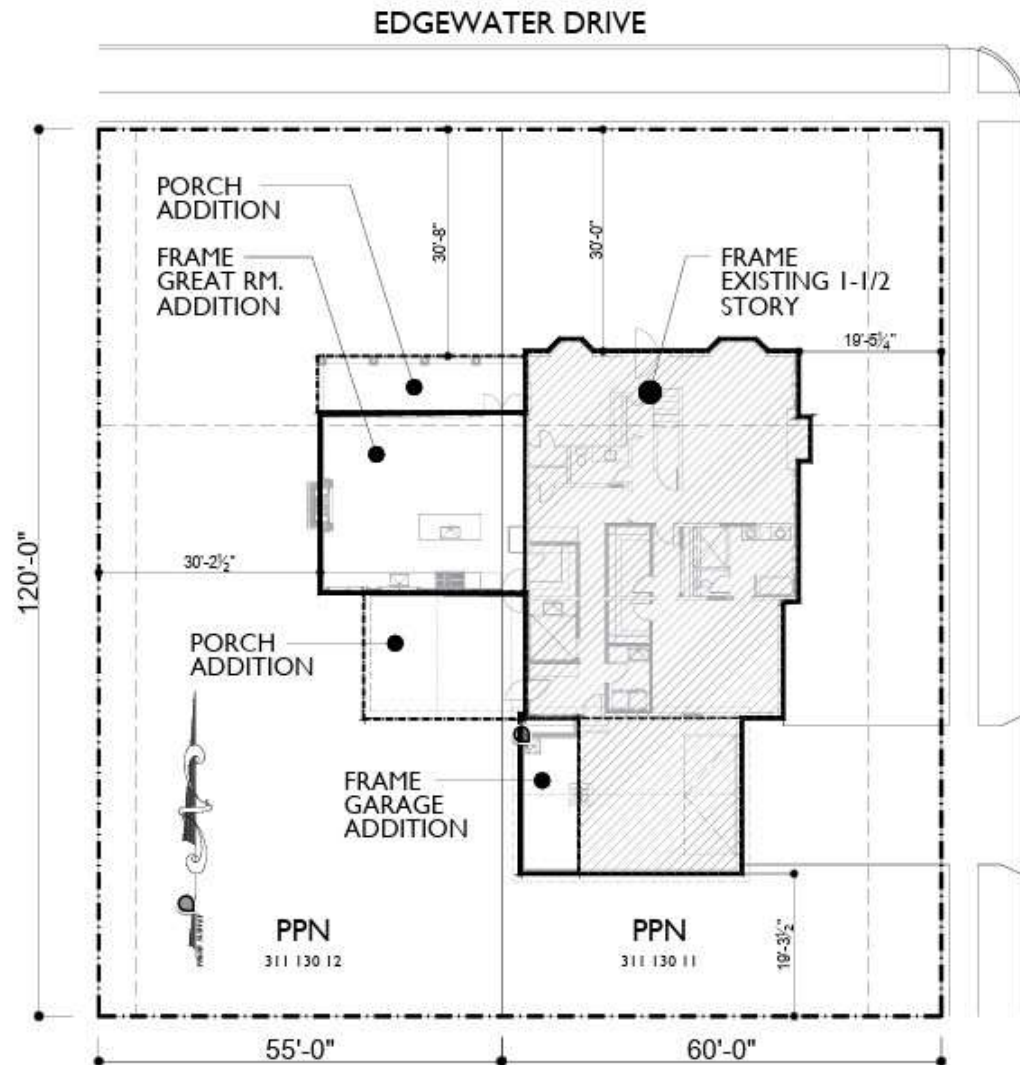 EDGEWATER DRIVE
PORCH
ADDITION
FRAME
GREAT RM.
ADDITION
30'-8"
30'-0"
FRAME
EXISTING 1-1/2
STORY
19'-5¼"
120'-0"
30'-2½"
PORCH
ADDITION
FRAME
GARAGE
ADDITION
PPN
311 130 12
PPN
311 130 11
19'-3½"
55'-0"
60'-0"